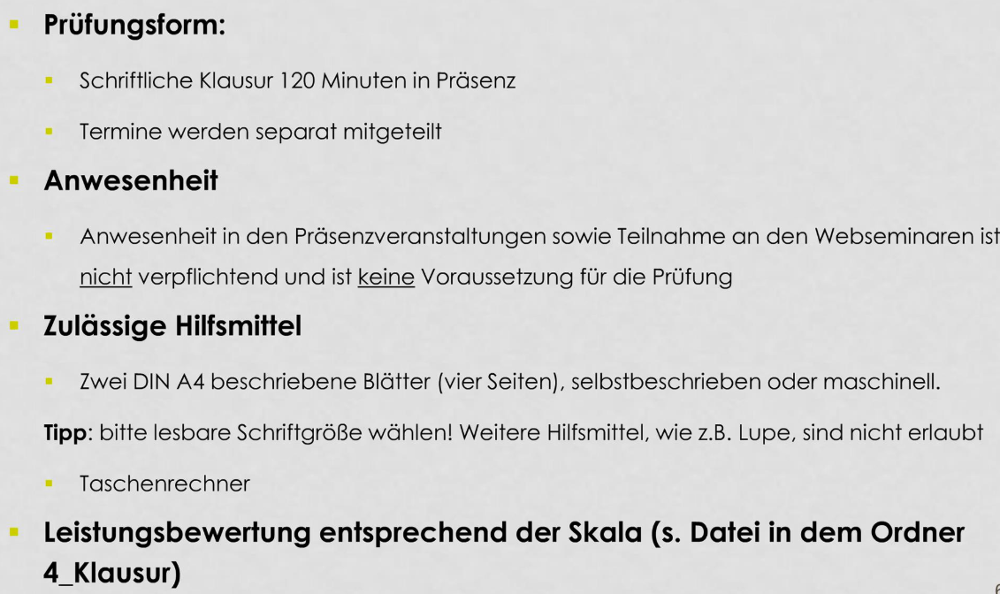 Prüfungsform:
Schriftliche Klausur 120 Minuten in Präsenz
Termine werden separat mitgeteilt
Anwesenheit
Anwesenheit in den Präsenzveranstaltungen sowie Teilnahme an den Webseminaren ist
nicht verpflichtend und ist keine Voraussetzung für die Prüfung
Zulässige Hilfsmittel
Zwei DIN A4 beschriebene Blätter (vier Seiten), selbstbeschrieben oder maschinell.
Tipp: bitte lesbare Schriftgröße wählen! Weitere Hilfsmittel, wie z.B. Lupe, sind nicht erlaubt
Taschenrechner
Leistungsbewertung entsprechend der Skala (s. Datei in dem Ordner
4_Klausur)